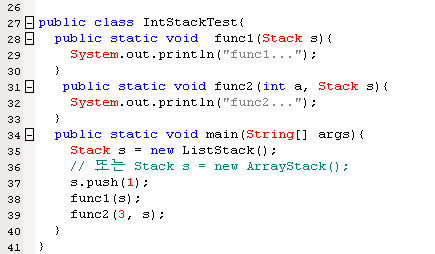 26
27 public class IntStackTest{
28   public static void  func1(Stack s){
29     System.out.println("func1...");
30   }
31    public static void func2(int a, Stack s){
32     System.out.println("func2...");
33   }
34   public static void main(String[] args){
35     Stack s = new ListStack();
36     // 또는 Stack s = new ArrayStack();
37     s.push(1);
38     func1(s);
39     func2(3, s);
40   }
41 }